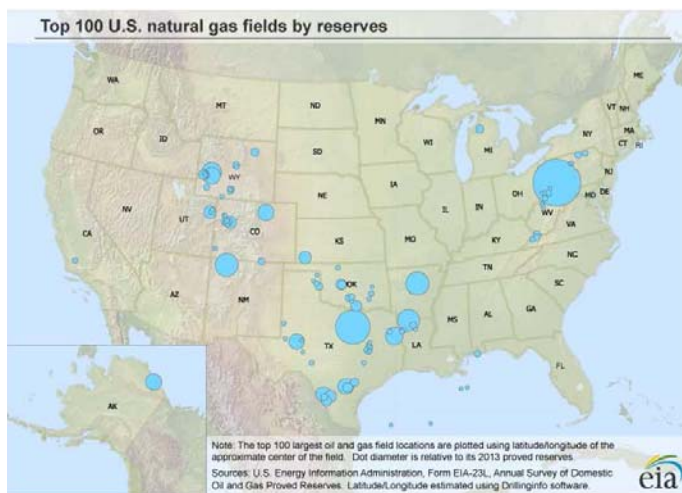 Top 100 U.S. natural gas fields by reserves
WA
MT
ND
MN
ME
VT
NH
OR
ID
SD
WI
MI
NY
MA
CT
RI
WY
NE
IA
NJ
NV
UT
CO
KS
MO
IL
IN
OH
WV
MD
DE
VA
KY
CA
AZ
NM
OK
TN
NC
SC
TX
LA
MS
AL
GA
FL
AK
Note: The top 100 largest oil and gas field locations are plotted using latitude/longitude of the
approximate center of the field. Dot diameter is relative to its 2013 proved reserves.
Sources: U.S. Energy Information Administration, Form EIA-23L, Annual Survey of Domestic
Oil and Gas Proved Reserves. Latitude/Longitude estimated using Drillinginfo software.
eia